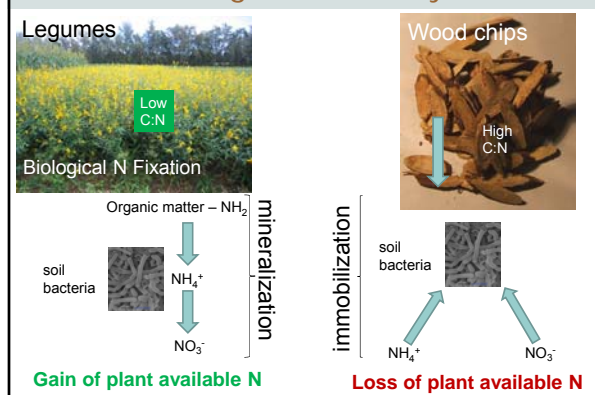 Legumes
Low
C:N
Biological N Fixation
Organic matter – NH2
soil
bacteria
NH4+
NO3-
mineralization
Gain of plant available N
Wood chips
High
C:N
immobilization
soil
bacteria
NH4+
NO3-
Loss of plant available N